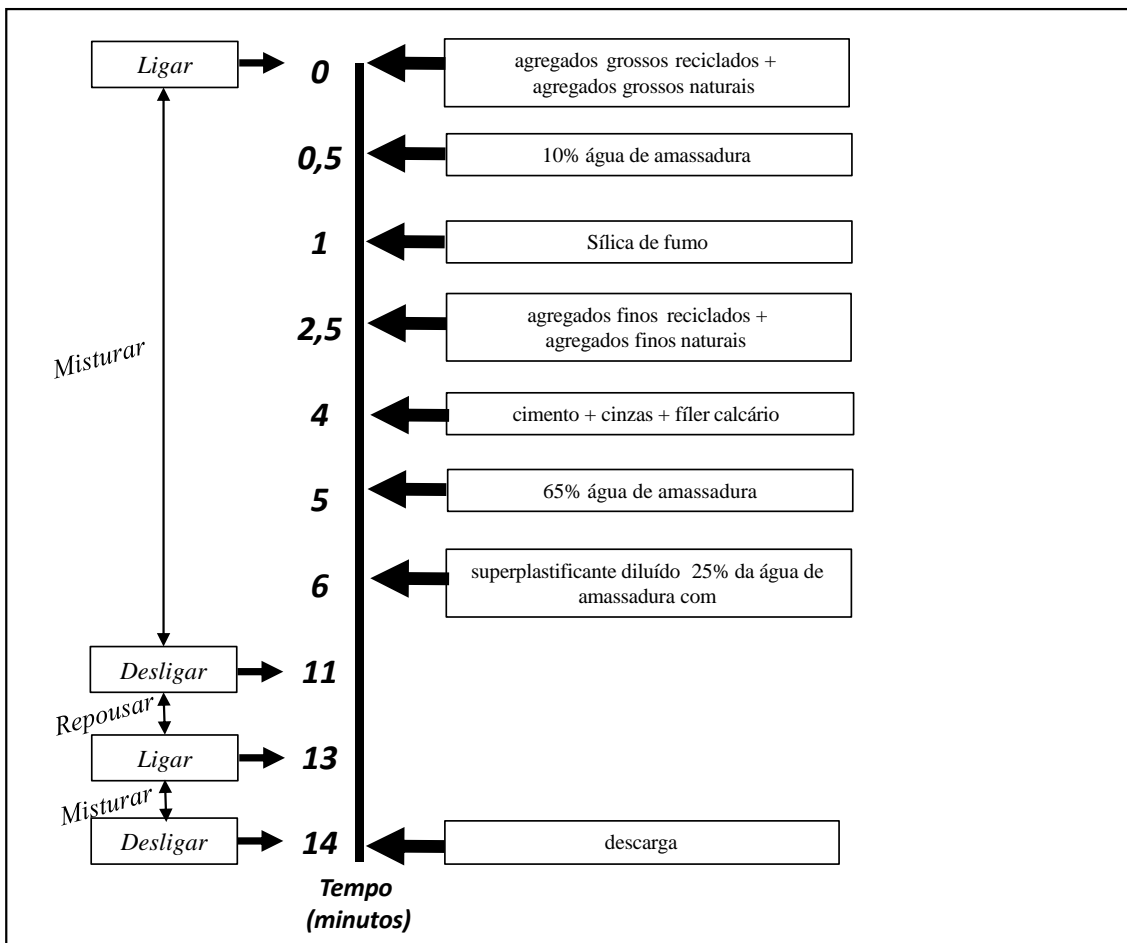 Ligar
0
agregados grossos reciclados +
agregados grossos naturais
0,5
10% água de amassadura
1
Sílica de fumo
Misturar
2,5
agregados finos reciclados +
agregados finos naturais
4
cimento + cinzas + fíler calcário
5
65% água de amassadura
6
superplastificante diluído 25% da água de
amassadura com
Desligar
11
Repousar
Ligar
13
Misturar
Desligar
14
descarga
Tempo
(minutos)